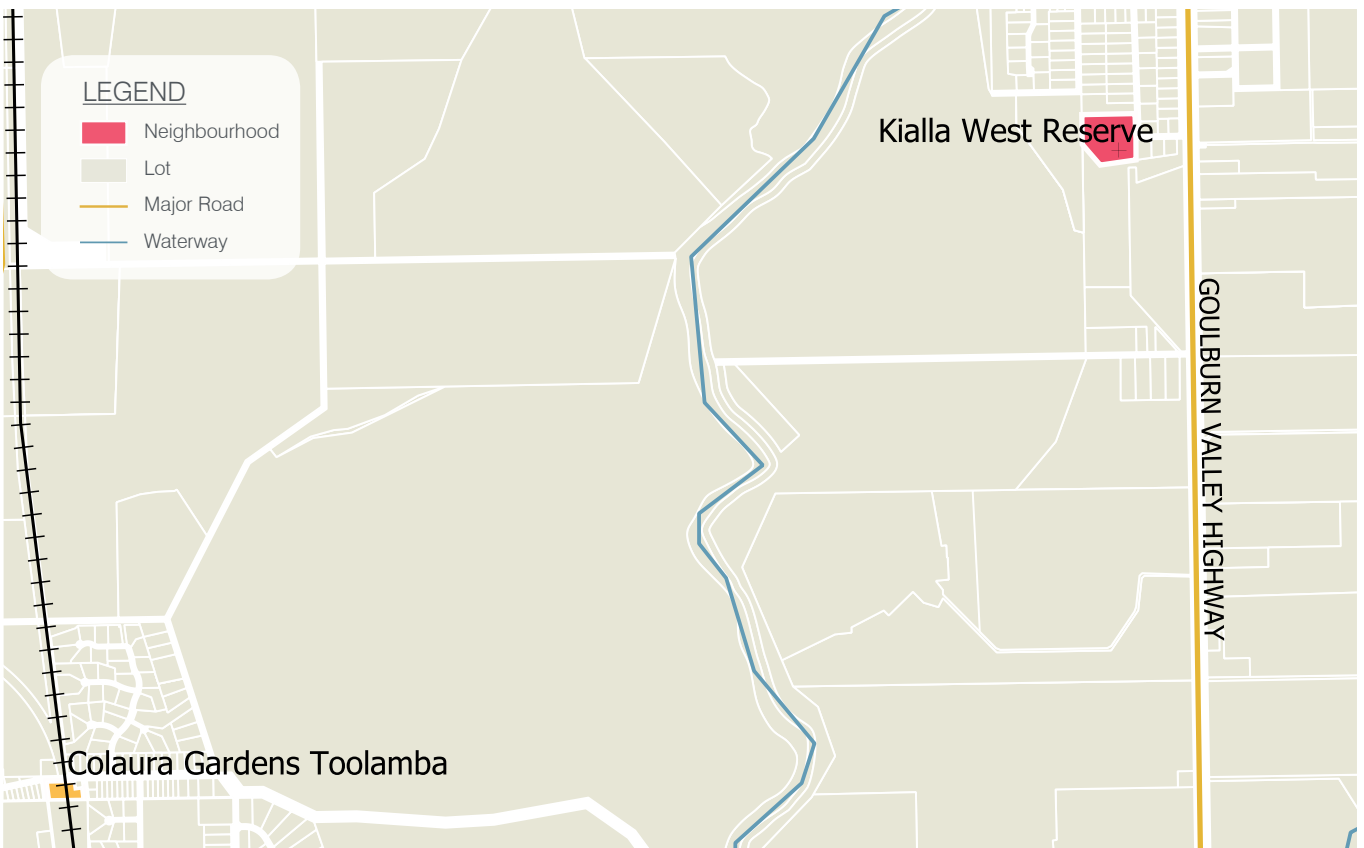 LEGEND
Neighbourhood
Lot
Major Road
Waterway
Kialla West Reserve
GOULBURN VALLEY HIGHWAY
Colaura Gardens Toolamba